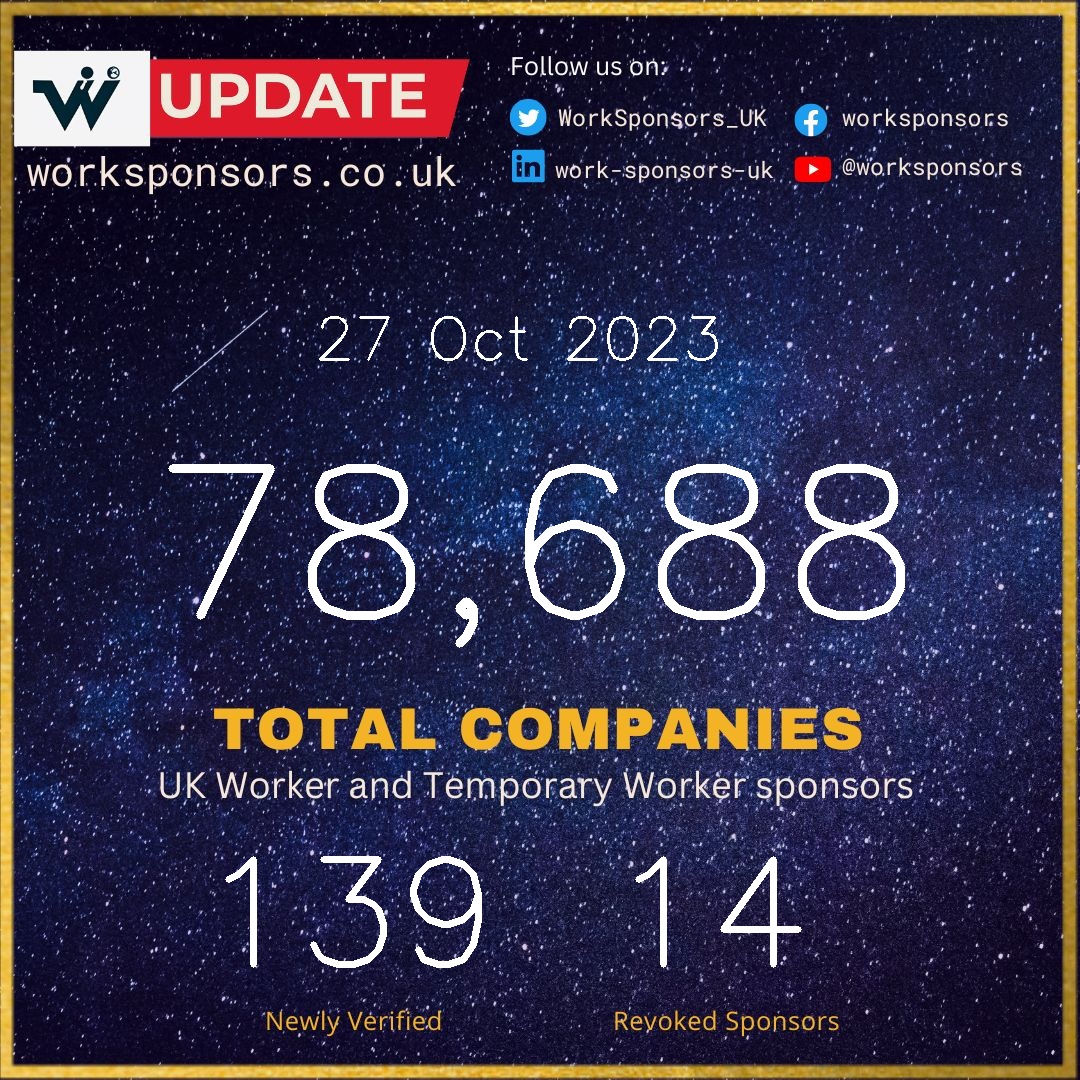 UPDATE
worksponsors.co.uk
Follow us on:
WorkSponsors_UK
worksponsors
work-sponsors-uk
@worksponsors
27 Oct 2023
78,688
TOTAL COMPANIES
UK Worker and Temporary Worker sponsors
139
14
Newly Verified
Revoked Sponsors